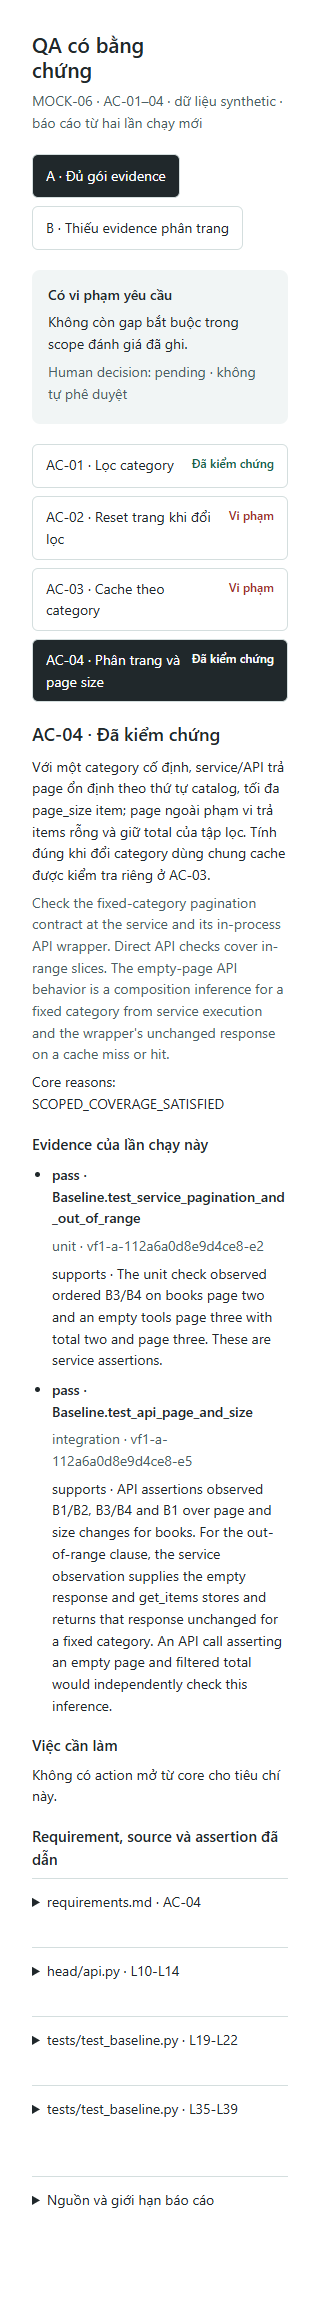 QA có bằng
chứng
MOCK-06 · AC-01–04 · dữ liệu synthetic ·
báo cáo từ hai lần chạy mới
A · Đủ gói evidence
B · Thiếu evidence phân trang
Có vi phạm yêu cầu
Không còn gap bắt buộc trong
scope đánh giá đã ghi.
Human decision: pending · không
tự phê duyệt
AC-01 · Lọc category Đã kiểm chứng
AC-02 · Reset trang khi đổi Vi phạm
lọc
AC-03 · Cache theo Vi phạm
category
AC-04 · Phân trang và Đã kiểm chứng
page size
AC-04 · Đã kiểm chứng
Với một category cố định, service/API trả
page ổn định theo thứ tự catalog, tối đa
page_size item; page ngoài phạm vi trả
items rỗng và giữ total của tập lọc. Tính
đúng khi đổi category dùng chung cache
được kiểm tra riêng ở AC-03.
Check the fixed-category pagination
contract at the service and its in-process
API wrapper. Direct API checks cover in-
range slices. The empty-page API
behavior is a composition inference for a
fixed category from service execution
and the wrapper's unchanged response
on a cache miss or hit.
Core reasons:
SCOPED_COVERAGE_SATISFIED
Evidence của lần chạy này
• pass ·
Baseline.test_service_pagination_and
_out_of_range
unit · vf1-a-112a6a0d8e9d4ce8-e2
supports · The unit check observed
ordered B3/B4 on books page two
and an empty tools page three with
total two and page three. These are
service assertions.
• pass ·
Baseline.test_api_page_and_size
integration · vf1-a-
112a6a0d8e9d4ce8-e5
supports · API assertions observed
B1/B2, B3/B4 and B1 over page and
size changes for books. For the out-
of-range clause, the service
observation supplies the empty
response and get_items stores and
returns that response unchanged for
a fixed category. An API call asserting
an empty page and filtered total
would independently check this
inference.
Việc cần làm
Không có action mở từ core cho tiêu chí
này.
Requirement, source và assertion đã
dẫn
▶ requirements.md · AC-04
▶ head/api.py · L10-L14
▶ tests/test_baseline.py · L19-L22
▶ tests/test_baseline.py · L35-L39
▶ Nguồn và giới hạn báo cáo